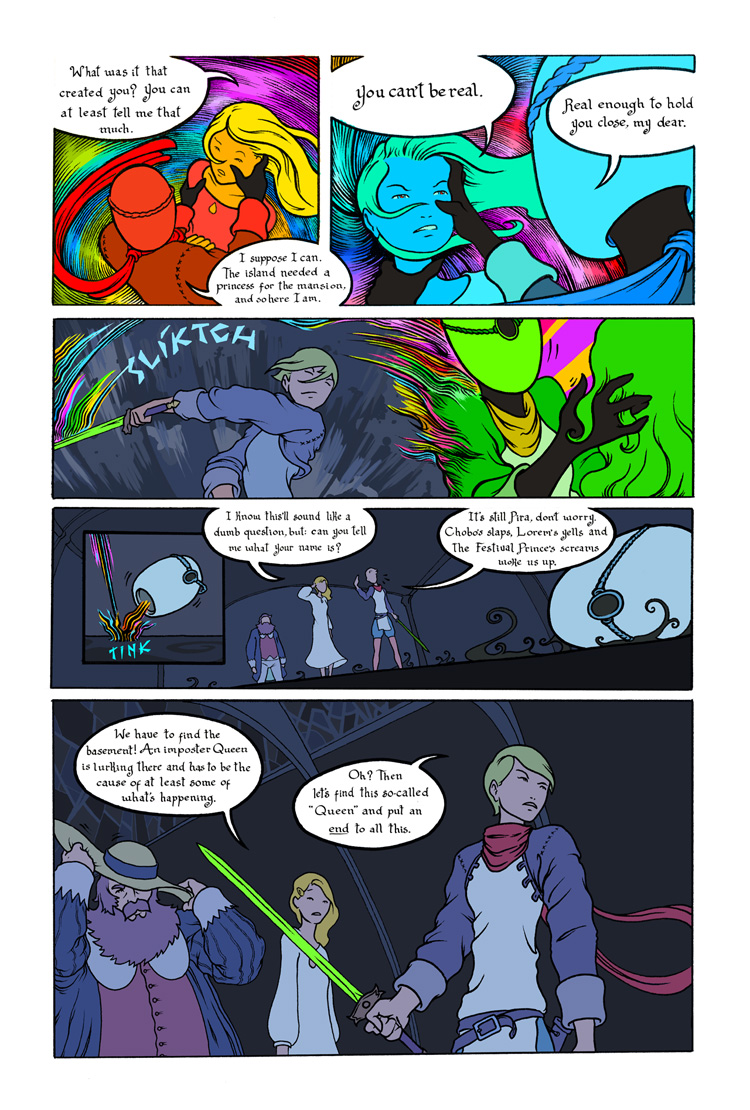 What was it that
created you? You can
at least tell me that
much.
I suppose I can.
The island needed a
princess for the mansion,
and so here I am.
You can't be real.
Real enough to hold
you close, my dear.
SLIKTCH
TINK
I know this'll sound like a
dumb question, but: can you tell
me what your name is?
It's still Pira, don't worry.
Chobo's slaps, Lorem's yells and
The Festival Prince's screams
woke us up.
We have to find the
basement! An imposter Queen
is lurking there and has to be the
cause of at least some of
what's happening.
Oh? Then
let's find this so-called
"Queen" and put an
end to all this.